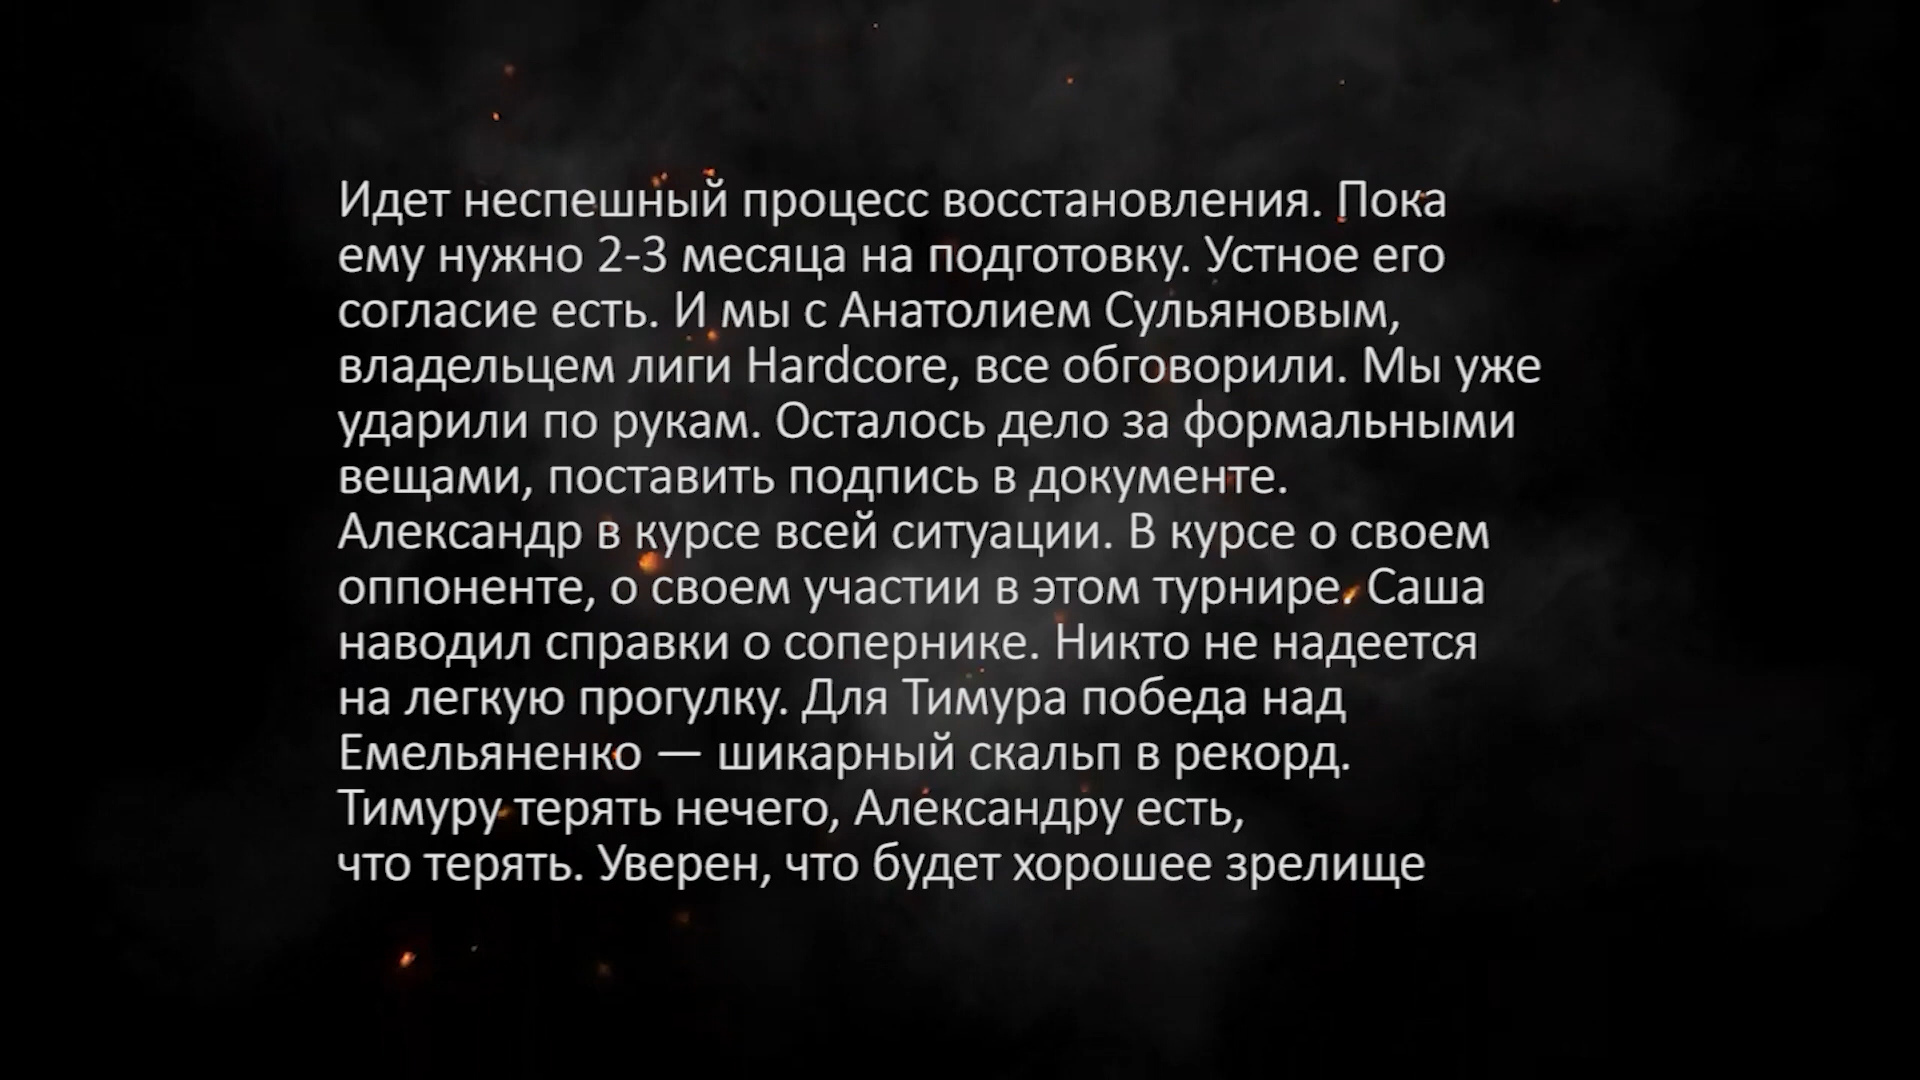 Идет неспешный процесс восстановления. Пока
ему нужно 2-3 месяца на подготовку. Устное его
согласие есть. И мы с Анатолием Сульяновым,
владельцем лиги Hardcore, все обговорили. Мы уже
ударили по рукам. Осталось дело за формальными
вещами, поставить подпись в документе.
Александр в курсе всей ситуации. В курсе о своем
оппоненте, о своем участии в этом турнире. Саша
наводил справки о сопернике. Никто не надеется
на легкую прогулку. Для Тимура победа над
Емельяненко — шикарный скальп в рекорд.
Тимуру терять нечего, Александру есть,
что терять. Уверен, что будет хорошее зрелище